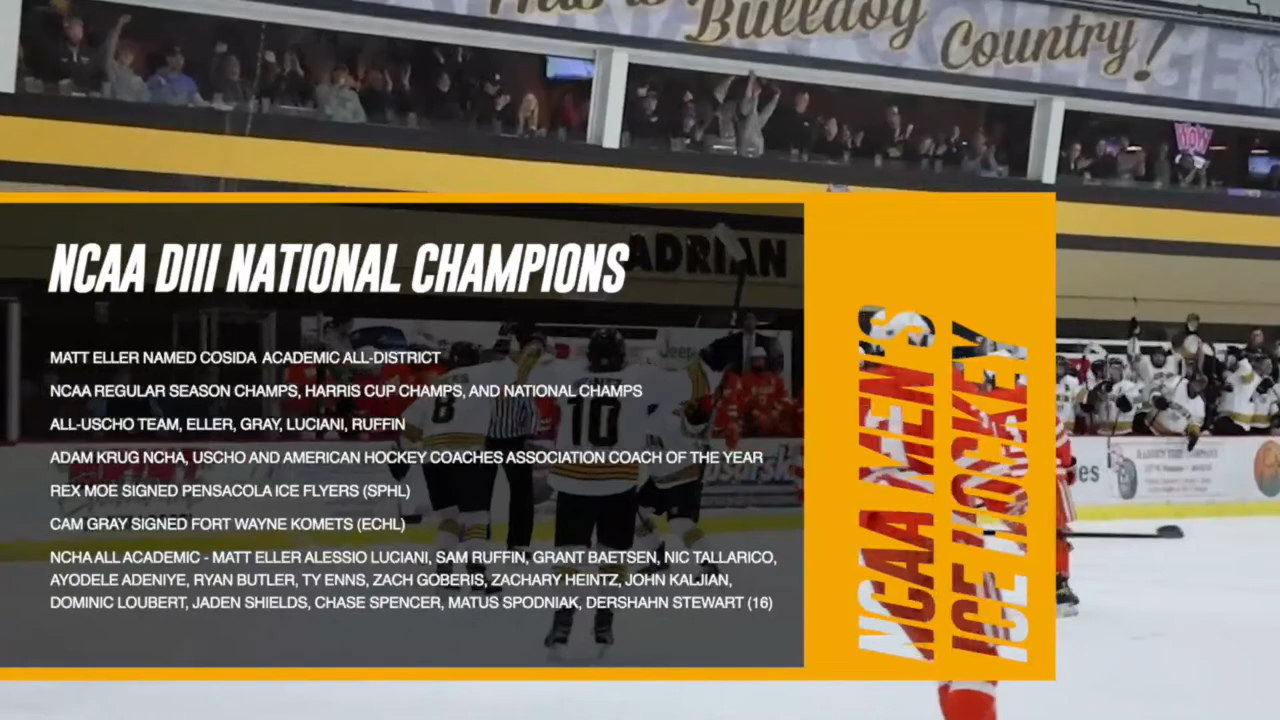 This is
Bulldog
Country!
HOW
ADRIAN
NCAA DIII NATIONAL CHAMPIONS
MATT ELLER NAMED COSIDA ACADEMIC ALL-DISTRICT
NCAA REGULAR SEASON CHAMPS, HARRIS CUP CHAMPS, AND NATIONAL CHAMPS
ALL-USCHO TEAM, ELLER, GRAY, LUCIANI, RUFFIN
ADAM KRUG NCHA, USCHO AND AMERICAN HOCKEY COACHES ASSOCIATION COACH OF THE YEAR
REX MOE SIGNED PENSACOLA ICE FLYERS (SPHL)
CAM GRAY SIGNED FORT WAYNE KOMETS (ECHL)
NCHA ALL ACADEMIC - MATT ELLER ALESSIO LUCIANI, SAM RUFFIN, GRANT BAETSEN, NIC TALLARICO,
AYODELE ADENIYE, RYAN BUTLER, TY ENNS, ZACH GOBERIS, ZACHARY HEINTZ, JOHN KALJIAN,
DOMINIC LOUBERT, JADEN SHIELDS, CHASE SPENCER, MATUS SPODNIAK, DERSHAHN STEWART (16)
NCAA MEN'S
ICE HOCKEY
Jeep
8
10